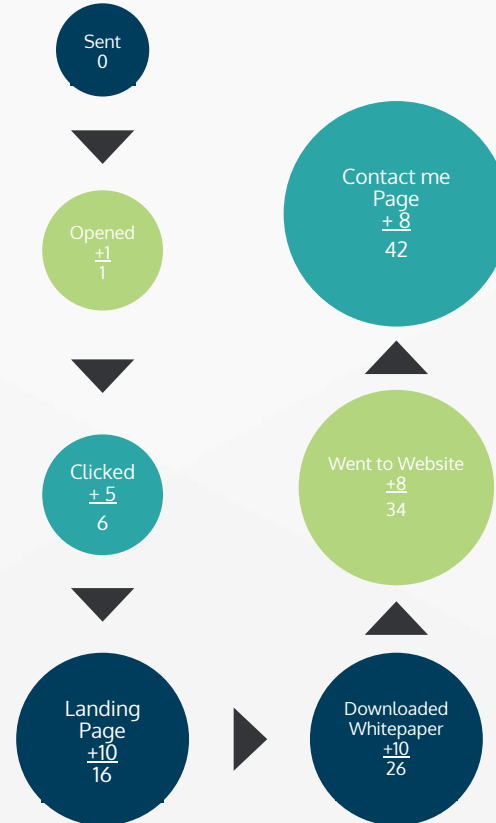 Sent
0
Opened
+1
1
Clicked
+ 5
6
Landing
Page
+10
16
Downloaded
Whitepaper
+10
26
Went to Website
+8
34
Contact me
Page
+ 8
42